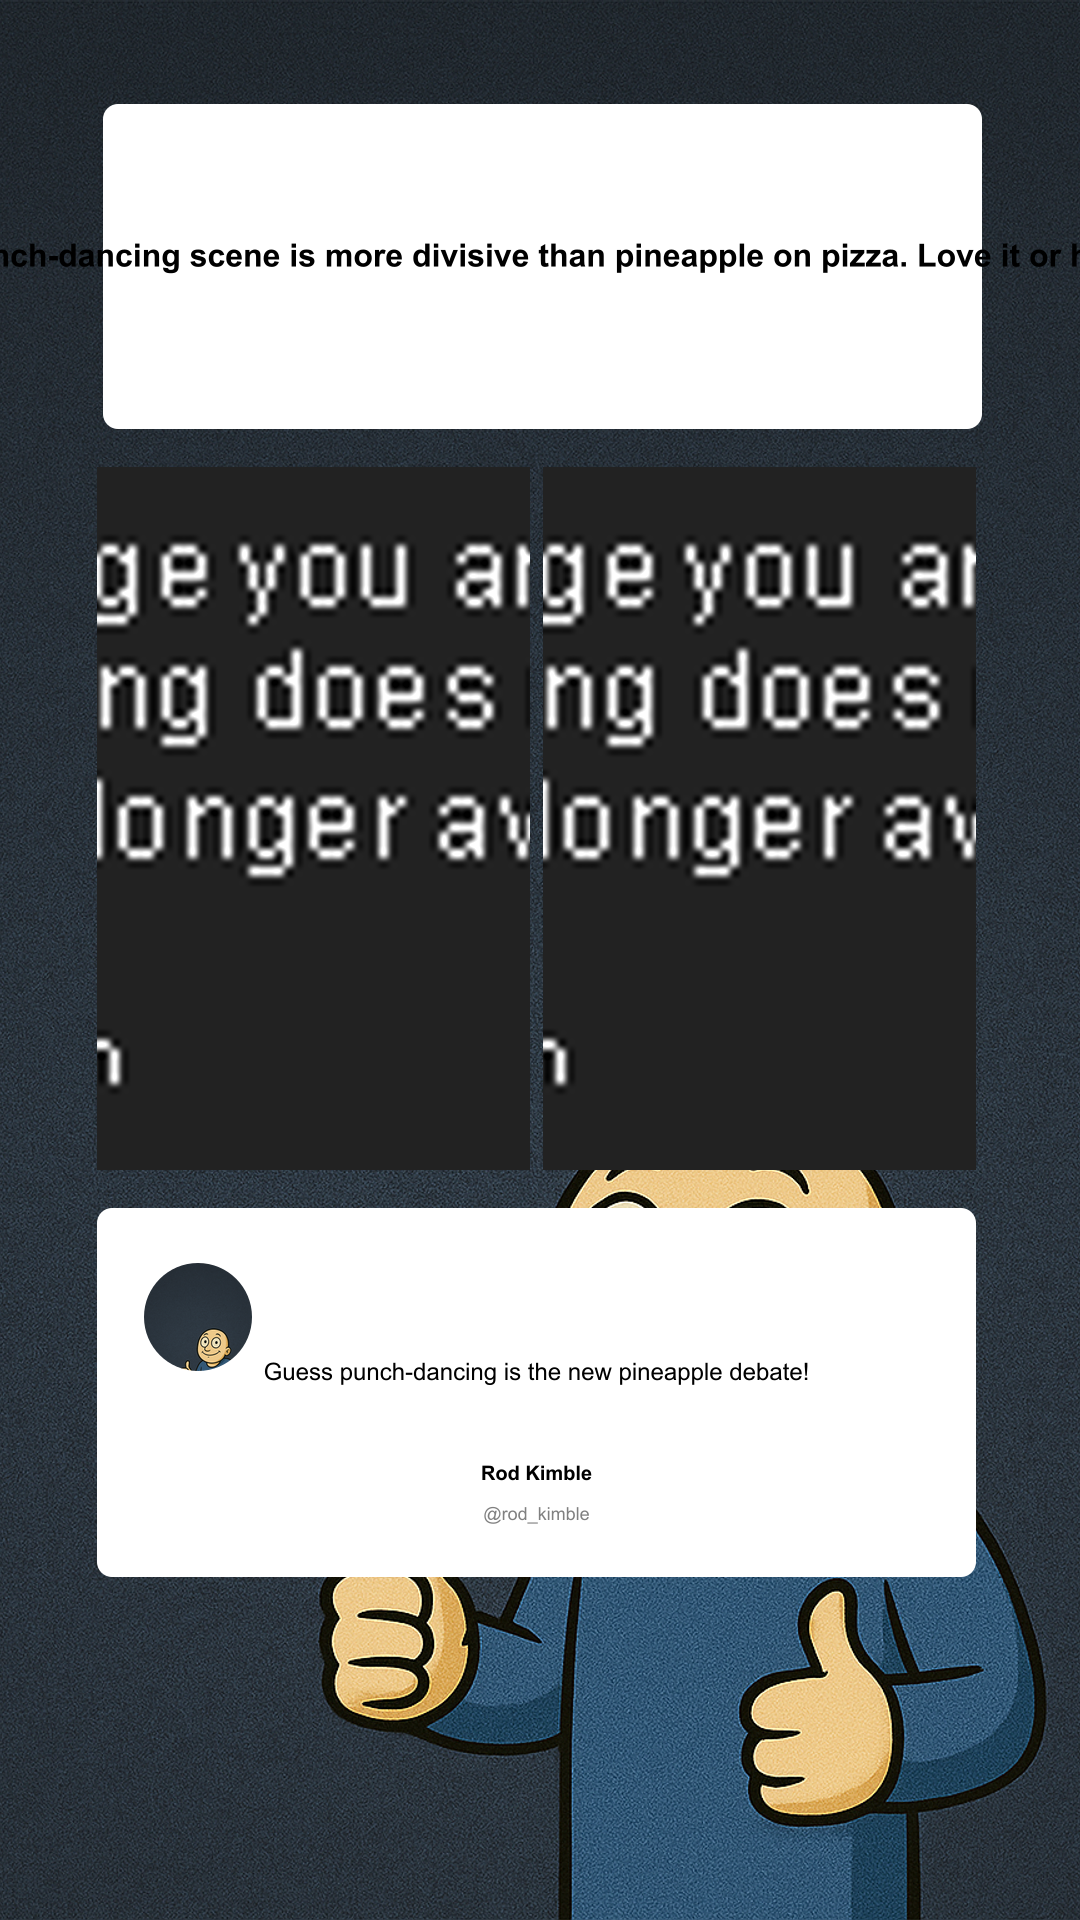 nch-dancing scene is more divisive than pineapple on pizza. Love it or h
ge you ar
ge you ar
ng does
ng does
longer av
longer av
n
n
Guess punch-dancing is the new pineapple debate!
Rod Kimble
@rod_kimble